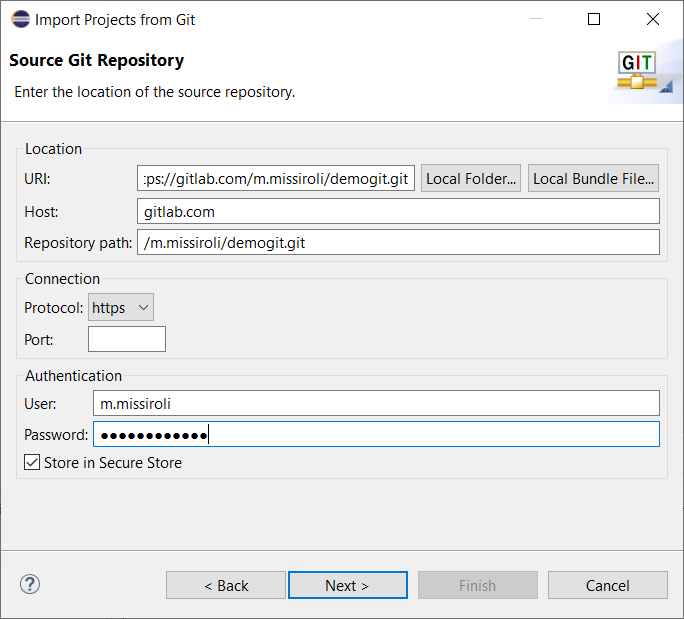 Import Projects from Git
Source Git Repository
Enter the location of the source repository.
GIT
Location
URI: :ps://gitlab.com/m.missiroli/demogit.git Local Folder... Local Bundle File...
Host: gitlab.com
Repository path: /m.missiroli/demogit.git
Connection
Protocol: https
Port:
Authentication
User: m.missiroli
Password: ●●●●●●●●●●●●
Store in Secure Store
? < Back Next > Finish Cancel